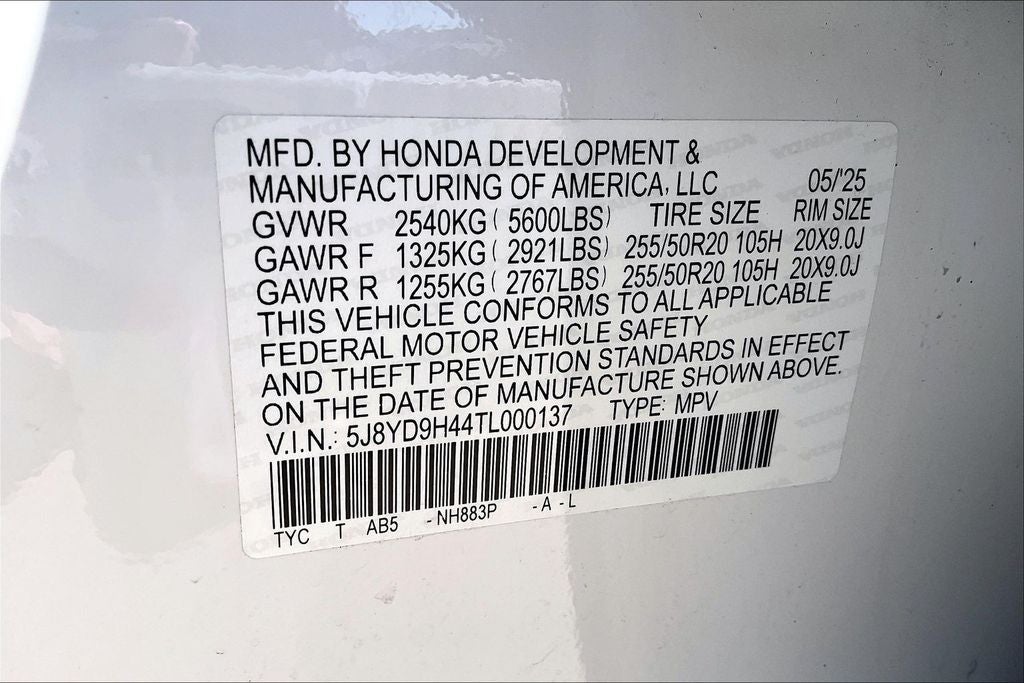 MFD. BY HONDA DEVELOPMENT &
MANUFACTURING OF AMERICA, LLC 05/'25
GVWR 2540KG ( 5600LBS) TIRE SIZE RIM SIZE
GAWR F 1325KG ( 2921LBS) 255/50R20 105H 20X9.0J
GAWR R 1255KG ( 2767LBS) 255/50R20 105H 20X9.0J
THIS VEHICLE CONFORMS TO ALL APPLICABLE
FEDERAL MOTOR VEHICLE SAFETY
AND THEFT PREVENTION STANDARDS IN EFFECT
ON THE DATE OF MANUFACTURE SHOWN ABOVE.
V.I.N.: 5J8YD9H44TL000137 TYPE: MPV
TYC T AB5 -NH883P -A -L